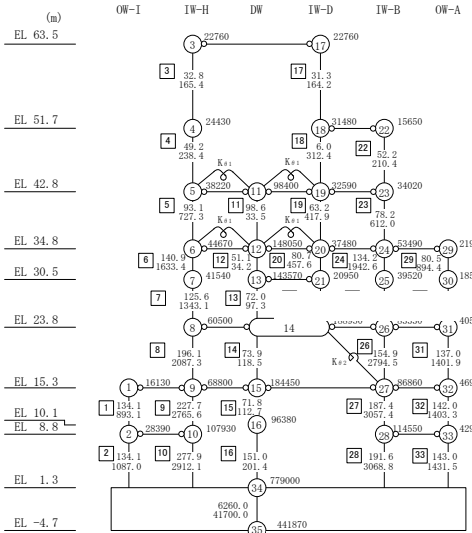 OW-I IW-H DW IW-D IW-B OW-A
(m)
EL 63.5 3 22760 17 22760
3 32.8 17 31.3
165.4 164.2
EL 51.7 4 24430 18 31480 22 15650
4 49.2 18 6.0 22 52.2
238.4 312.4 210.4
Kθ1 Kθ1
EL 42.8 5 38220 11 98400 19 32590 23 34020
5 93.1 11 98.6 19 63.2 78.2
727.3 33.5 417.9 612.0
Kθ1 Kθ1
EL 34.8 6 44670 12 148050 20 37480 24 53490 29
6 140.9 12 51.1 20 80.7 24 134.2 29 80.5
1633.4 34.2 457.6 1942.6 894.4
EL 30.5 7 41540 13 143570 21 20950 25 39520 30
7 125.6 13 72.0
1343.1 97.3
EL 23.8 8 60500 14 26 31
8 196.1 14 73.9 26 154.9 31 137.0
2087.3 118.5 2794.5 1401.9
Kθ2
EL 15.3 1 16130 9 68800 15 184450 27 86860 32
1 134.1 9 227.7 15 71.8 27 187.4 32 142.0
893.1 2765.6 112.7 3057.4 1403.3
EL 10.1 16 96380
EL 8.8 2 28390 10 107930 28 114550 33
2 134.1 10 277.9 16 151.0 28 191.6 33 143.0
1087.0 2912.1 201.4 3068.8 1431.5
EL 1.3 34 779000
6260.0
41700.0
EL -4.7 35 441870